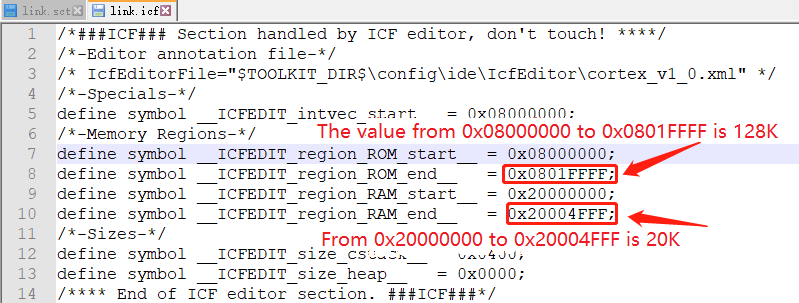 link.sct link.icf
1 /*###ICF### Section handled by ICF editor, don't touch! ****/
2 /*-Editor annotation file-*/
3 /* IcfEditorFile="$TOOLKIT_DIR$\config\ide\IcfEditor\cortex_v1_0.xml" */
4 /*-Specials-*/
5 define symbol __ICFEDIT_intvec_start__ = 0x08000000;
6 /*-Memory Regions-*/
The value from 0x08000000 to 0x0801FFFF is 128K
7 define symbol __ICFEDIT_region_ROM_start__ = 0x08000000;
8 define symbol __ICFEDIT_region_ROM_end__ = 0x0801FFFF;
9 define symbol __ICFEDIT_region_RAM_start__ = 0x20000000;
10 define symbol __ICFEDIT_region_RAM_end__ = 0x20004FFF;
11 /*-Sizes-*/
From 0x20000000 to 0x20004FFF is 20K
12 define symbol __ICFEDIT_size_cstack__ = 0x0400;
13 define symbol __ICFEDIT_size_heap__ = 0x0000;
14 /**** End of ICF editor section. ###ICF###*/